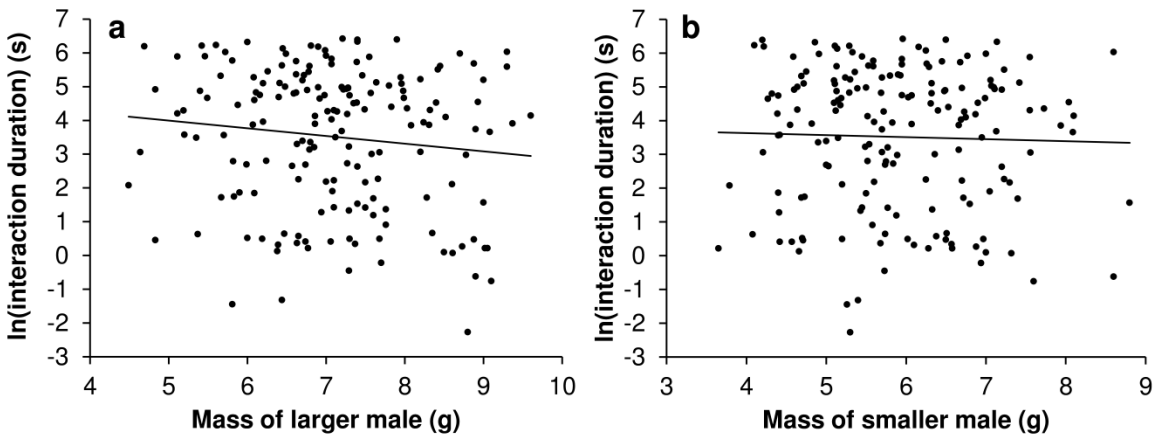 a
ln(interaction duration) (s)
7
6
5
4
3
2
1
0
-1
-2
-3
4 5 6 7 8 9 10
Mass of larger male (g)
b
ln(interaction duration) (s)
7
6
5
4
3
2
1
0
-1
-2
-3
3 4 5 6 7 8 9
Mass of smaller male (g)